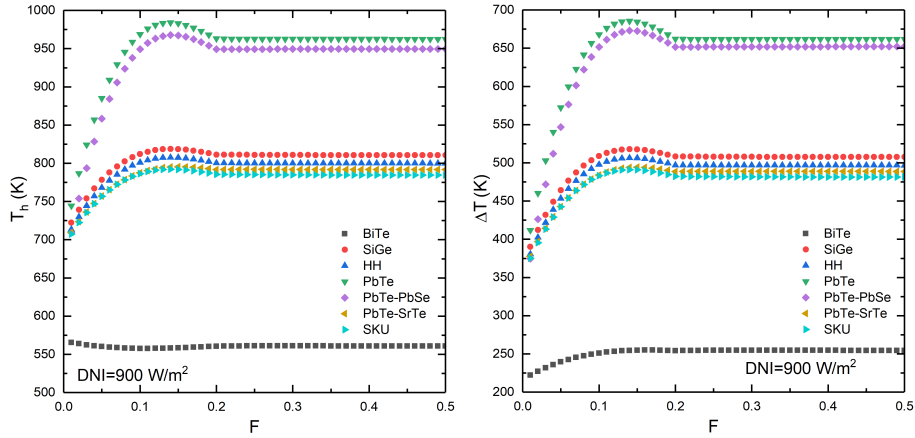 1000
950
900
850
800
750
700
650
600
550
500
T_h (K)
BiTe
SiGe
HH
PbTe
PbTe-PbSe
PbTe-SrTe
SKU
DNI=900 W/m²
0.0 0.1 0.2 0.3 0.4 0.5
F
700
650
600
550
500
450
400
350
300
250
200
ΔT (K)
BiTe
SiGe
HH
PbTe
PbTe-PbSe
PbTe-SrTe
SKU
DNI=900 W/m²
0.0 0.1 0.2 0.3 0.4 0.5
F